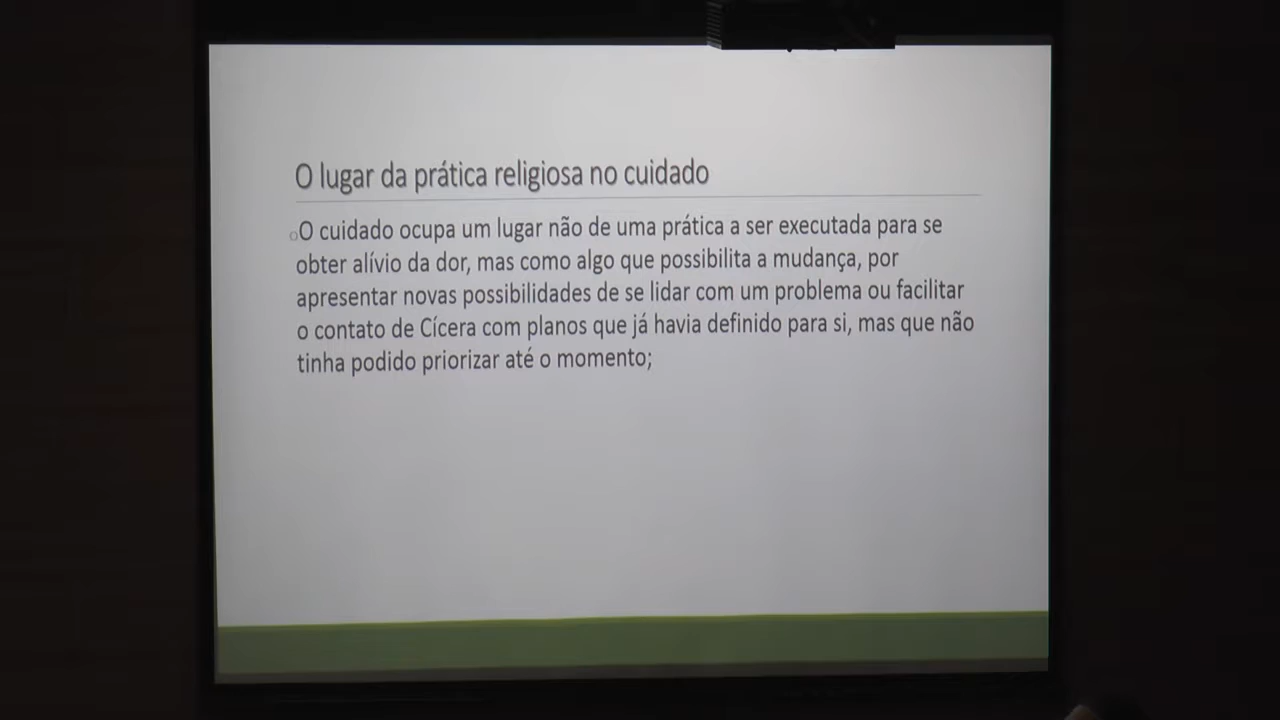 O lugar da prática religiosa no cuidado
O cuidado ocupa um lugar não de uma prática a ser executada para se
obter alívio da dor, mas como algo que possibilita a mudança, por
apresentar novas possibilidades de se lidar com um problema ou facilitar
o contato de Cícera com planos que já havia definido para si, mas que não
tinha podido priorizar até o momento;